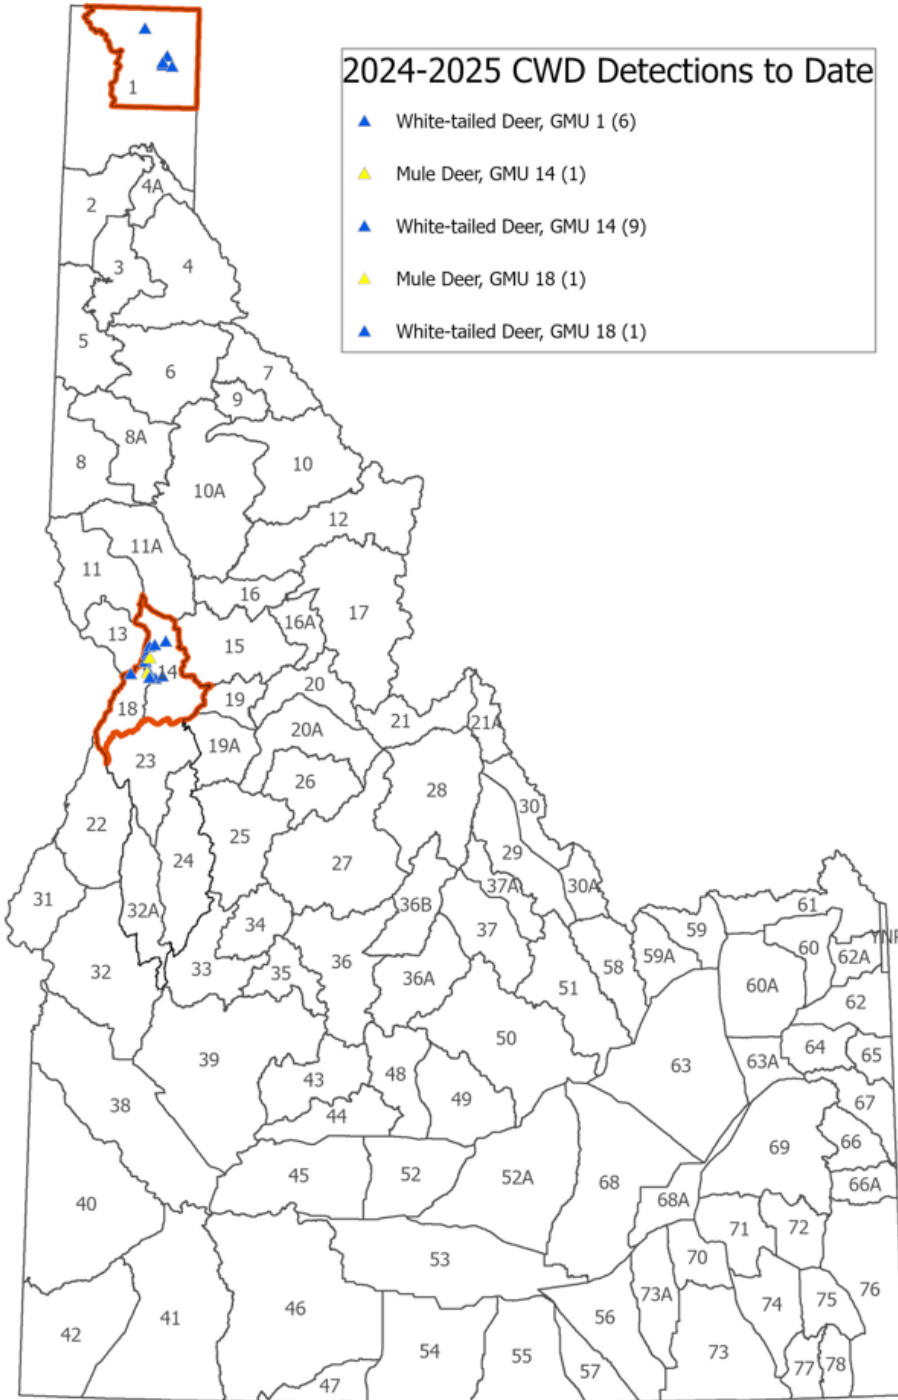 2024-2025 CWD Detections to Date
White-tailed Deer, GMU 1 (6)
Mule Deer, GMU 14 (1)
White-tailed Deer, GMU 14 (9)
Mule Deer, GMU 18 (1)
White-tailed Deer, GMU 18 (1)
1
4A
2
3
4
5
6
7
9
8A
8
10
10A
12
11A
11
16
17
16A
13
15
14
20
19
18
21
21A
20A
19A
23
26
28
30
22
25
29
24
27
37A
30A
31
36B
61
32A
34
37
59
YNP
60
62A
59A
32
33
35
36
36A
58
51
60A
62
50
64
65
39
63
63A
43
48
38
49
67
44
66
69
45
52
52A
68
66A
40
68A
71
72
53
70
76
73A
46
56
74
75
41
42
54
55
73
57
77
78
47